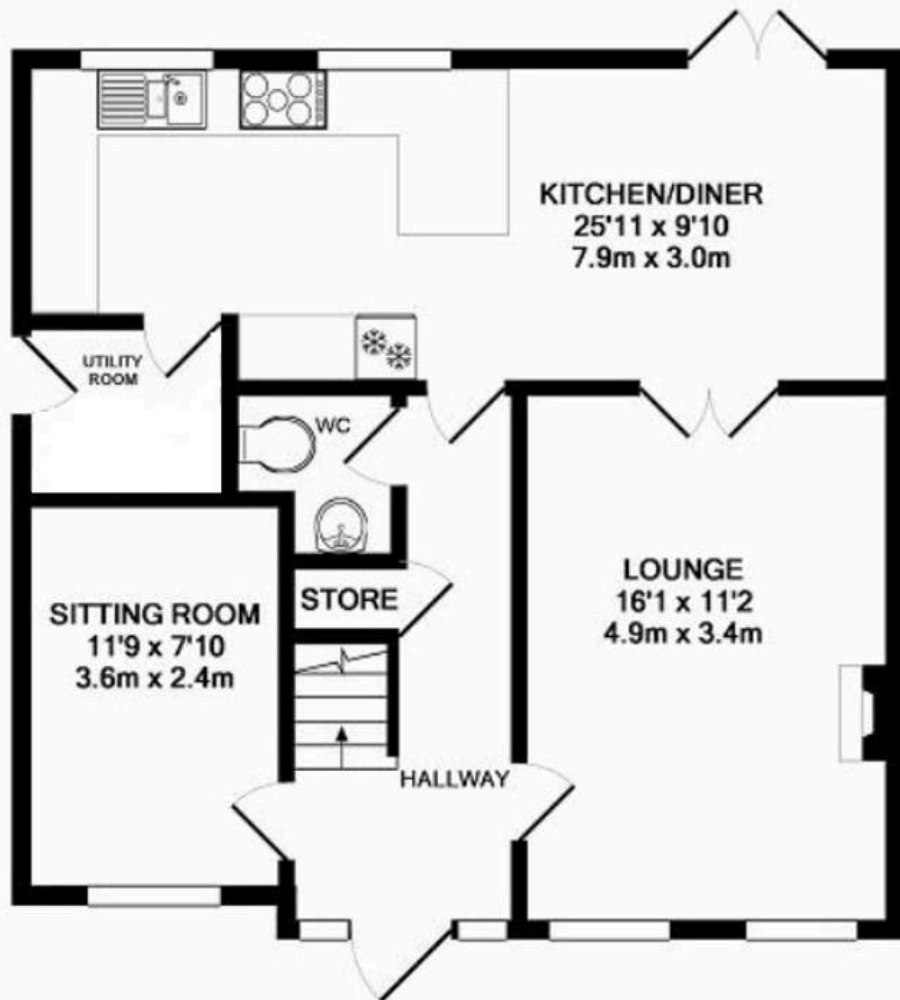 KITCHEN/DINER
25'11 x 9'10
7.9m x 3.0m
UTILITY
ROOM
WC
STORE
SITTING ROOM
11'9 x 7'10
3.6m x 2.4m
LOUNGE
16'1 x 11'2
4.9m x 3.4m
HALLWAY